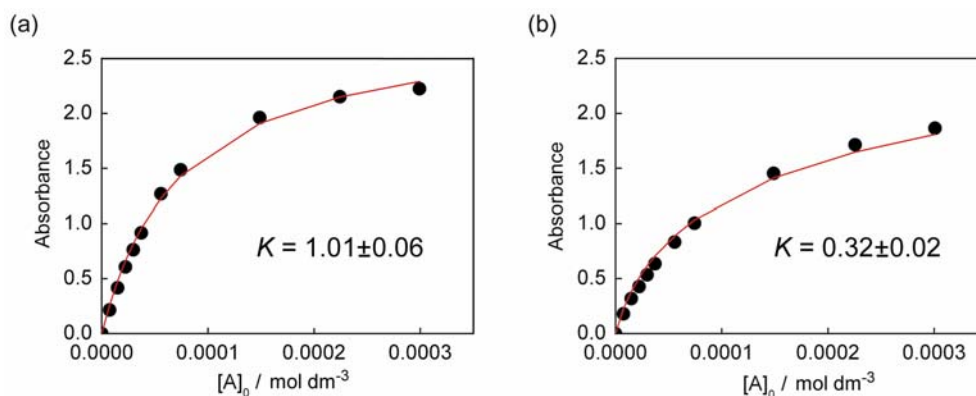 (a)
2.5
2.0
1.5
1.0
0.5
0.0
Absorbance
K = 1.01±0.06
0.0000 0.0001 0.0002 0.0003
[A]₀ / mol dm⁻³
(b)
2.5
2.0
1.5
1.0
0.5
0.0
Absorbance
K = 0.32±0.02
0.0000 0.0001 0.0002 0.0003
[A]₀ / mol dm⁻³